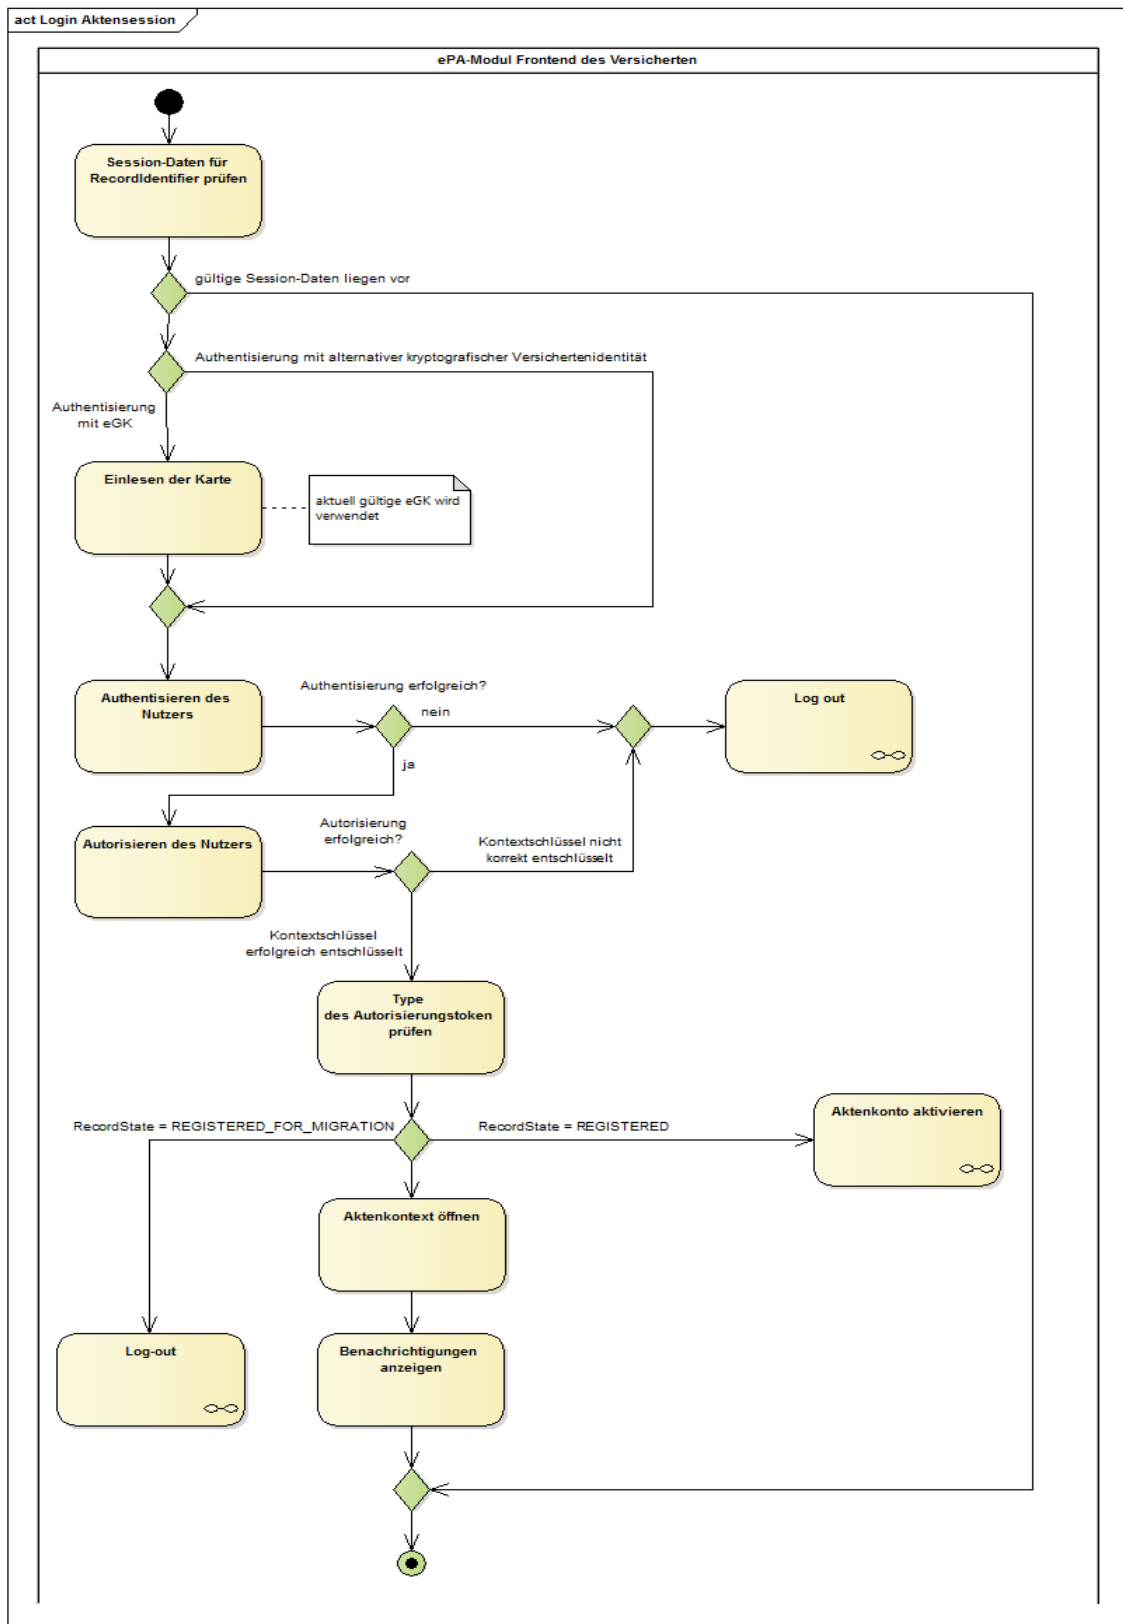 act Login Aktensession
ePA-Modul Frontend des Versicherten
Session-Daten für
RecordIdentifier prüfen
gültige Session-Daten liegen vor
Authentisierung mit alternativer kryptografischer Versichertenidentität
Authentisierung
mit eGK
Einlesen der Karte
aktuell gültige eGK wird
verwendet
Authentisieren des
Nutzers
Authentisierung erfolgreich?
nein
ja
Log out
Autorisieren des Nutzers
Autorisierung
erfolgreich?
Kontextschlüssel nicht
korrekt entschlüsselt
Kontextschlüssel
erfolgreich entschlüsselt
Type
des Autorisierungstoken
prüfen
RecordState = REGISTERED_FOR_MIGRATION
RecordState = REGISTERED
Aktenkonto aktivieren
Aktenkontext öffnen
Log-out
Benachrichtigungen
anzeigen